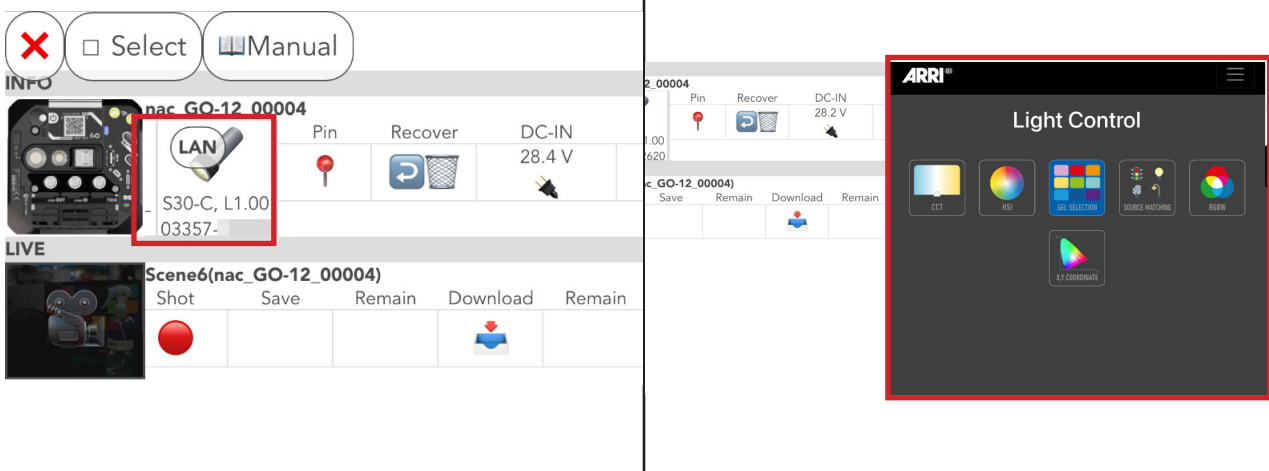 Select
Manual
INFO
nac_GO-12_00004
LAN
Pin
Recover
DC-IN
28.4 V
S30-C, L1.00
03357-
LIVE
Scene6(nac_GO-12_00004)
Shot
Save
Remain
Download
Remain
2_00004
Pin
Recover
DC-IN
28.2 V
1.00
2620
c_GO-12_00004)
Save
Remain
Download
Remain
ARRI
Light Control
CCT
HSI
GEL SELECTION
SOURCE MATCHING
RGBW
X,Y COORDINATE